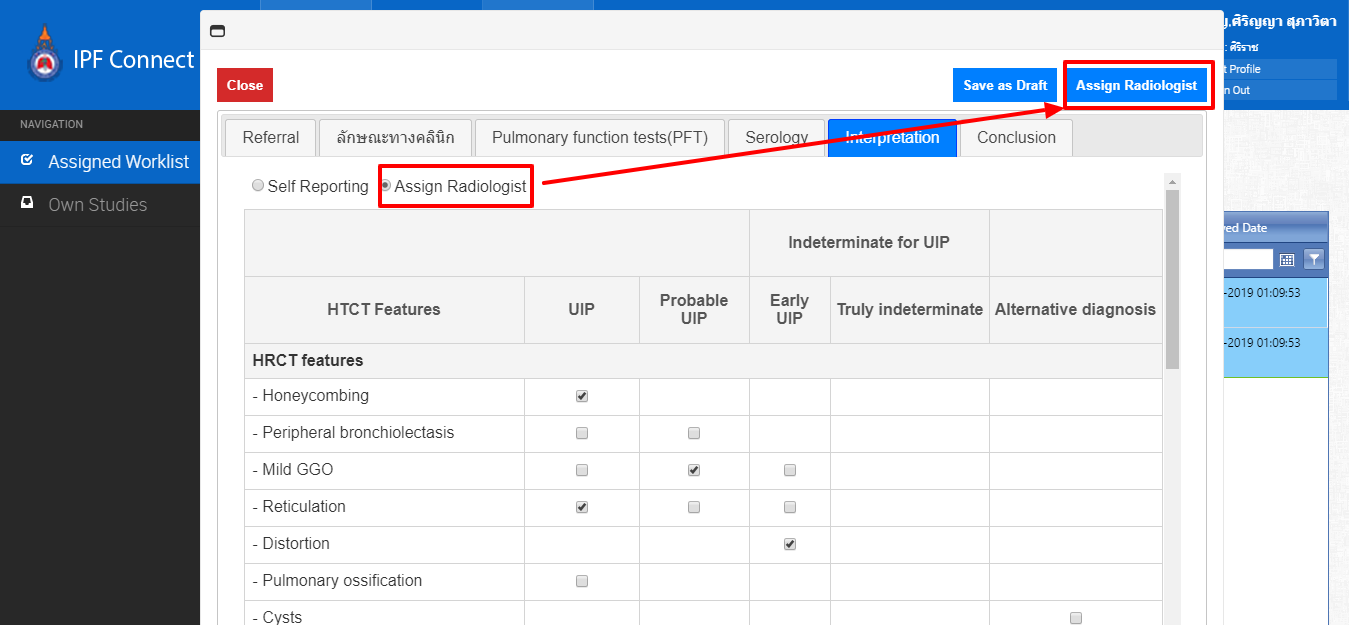 IPF Connect
ศิริญญา สุภาวิตา
: ศิริราช
Profile
Out
NAVIGATION
Assigned Worklist
Own Studies
Close
Save as Draft
Assign Radiologist
Referral
ลักษณะทางคลินิก
Pulmonary function tests(PFT)
Serology
Interpretation
Conclusion
Self Reporting
Assign Radiologist
Indeterminate for UIP
HTCT Features
UIP
Probable
UIP
Early
UIP
Truly indeterminate
Alternative diagnosis
HRCT features
- Honeycombing
- Peripheral bronchiolectasis
- Mild GGO
- Reticulation
- Distortion
- Pulmonary ossification
- Cysts
Date
-2019 01:09:53
-2019 01:09:53